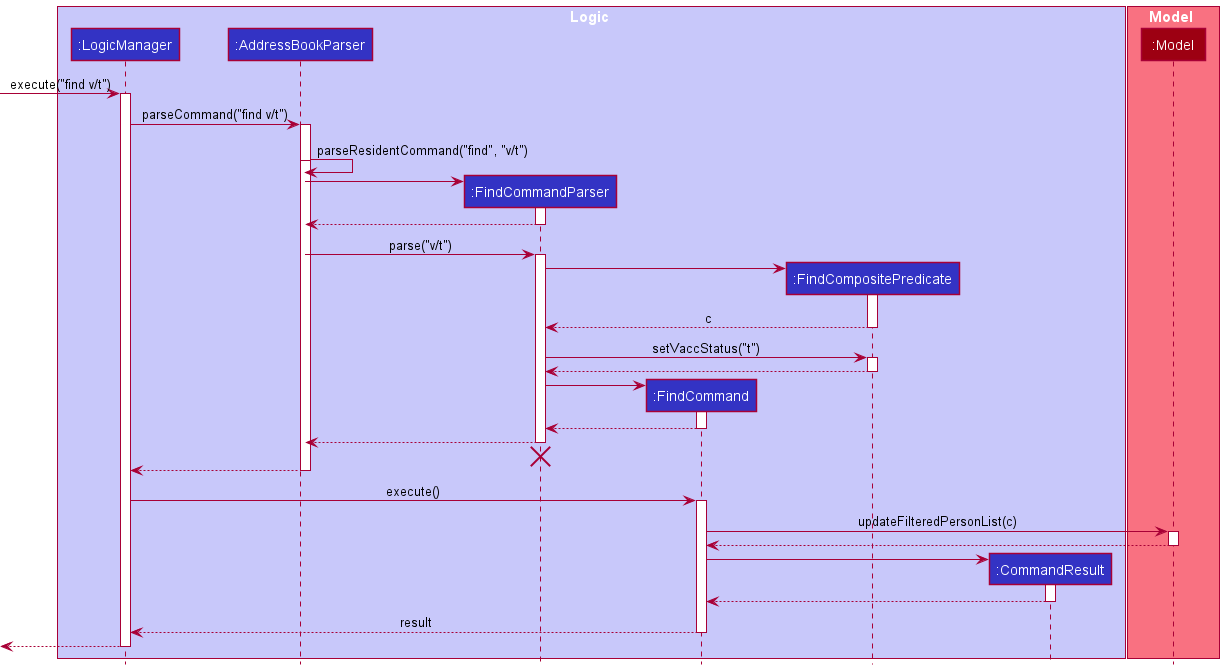 Logic
Model
:LogicManager
:AddressBookParser
:Model
execute("find v/t")
parseCommand("find v/t")
parseResidentCommand("find", "v/t")
:FindCommandParser
parse("v/t")
:FindCompositePredicate
c
setVaccStatus("t")
:FindCommand
execute()
updateFilteredPersonList(c)
:CommandResult
result